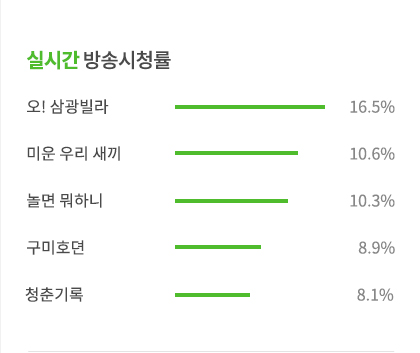 실시간 방송시청률
오! 삼광빌라 16.5%
미운 우리 새끼 10.6%
놀면 뭐하니 10.3%
구미호뎐 8.9%
청춘기록 8.1%